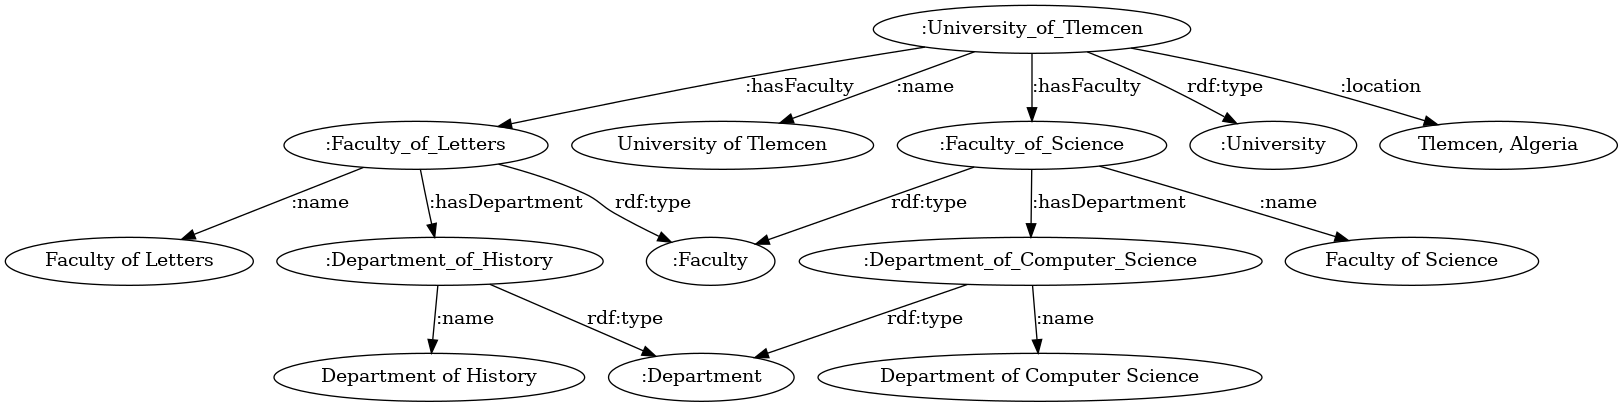 :University_of_Tlemcen
:hasFaculty
:name
:hasFaculty
rdf:type
:location
:Faculty_of_Letters
University of Tlemcen
:Faculty_of_Science
:University
Tlemcen, Algeria
:name
:hasDepartment
rdf:type
rdf:type
:hasDepartment
:name
Faculty of Letters
:Department_of_History
:Faculty
:Department_of_Computer_Science
Faculty of Science
:name
rdf:type
rdf:type
:name
Department of History
:Department
Department of Computer Science